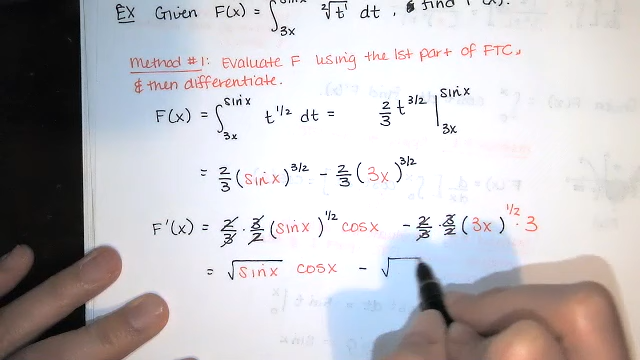 Ex Given F(x) = ∫_{3x}^{sin x} ²√t dt, find F'(x).
Method #1: Evaluate F using the 1st part of FTC,
& then differentiate.
F(x) = ∫_{3x}^{sin x} t^{1/2} dt = 2/3 t^{3/2} |_{3x}^{sin x}
= 2/3 (sin x)^{3/2} - 2/3 (3x)^{3/2}
F'(x) = 2/3 · 3/2 (sin x)^{1/2} cos x - 2/3 · 3/2 (3x)^{1/2} · 3
= √sin x cos x - √